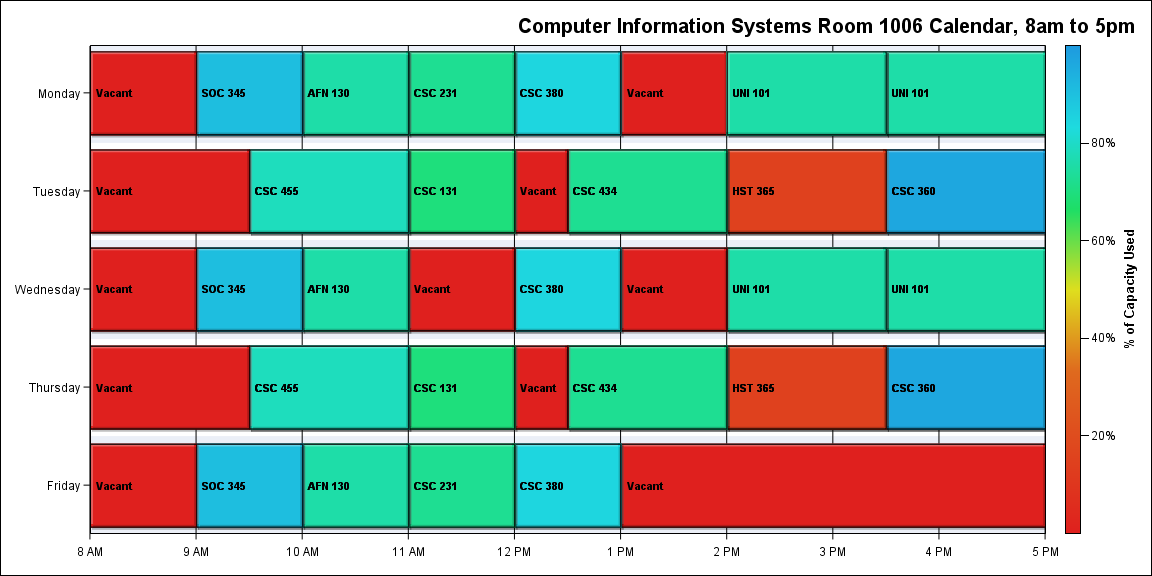 Computer Information Systems Room 1006 Calendar, 8am to 5pm
Monday
Vacant
SOC 345
AFN 130
CSC 231
CSC 380
Vacant
UNI 101
UNI 101
Tuesday
Vacant
CSC 455
CSC 131
Vacant
CSC 434
HST 365
CSC 360
Wednesday
Vacant
SOC 345
AFN 130
Vacant
CSC 380
Vacant
UNI 101
UNI 101
Thursday
Vacant
CSC 455
CSC 131
Vacant
CSC 434
HST 365
CSC 360
Friday
Vacant
SOC 345
AFN 130
CSC 231
CSC 380
Vacant
8 AM
9 AM
10 AM
11 AM
12 PM
1 PM
2 PM
3 PM
4 PM
5 PM
80%
60%
40%
20%
% of Capacity Used